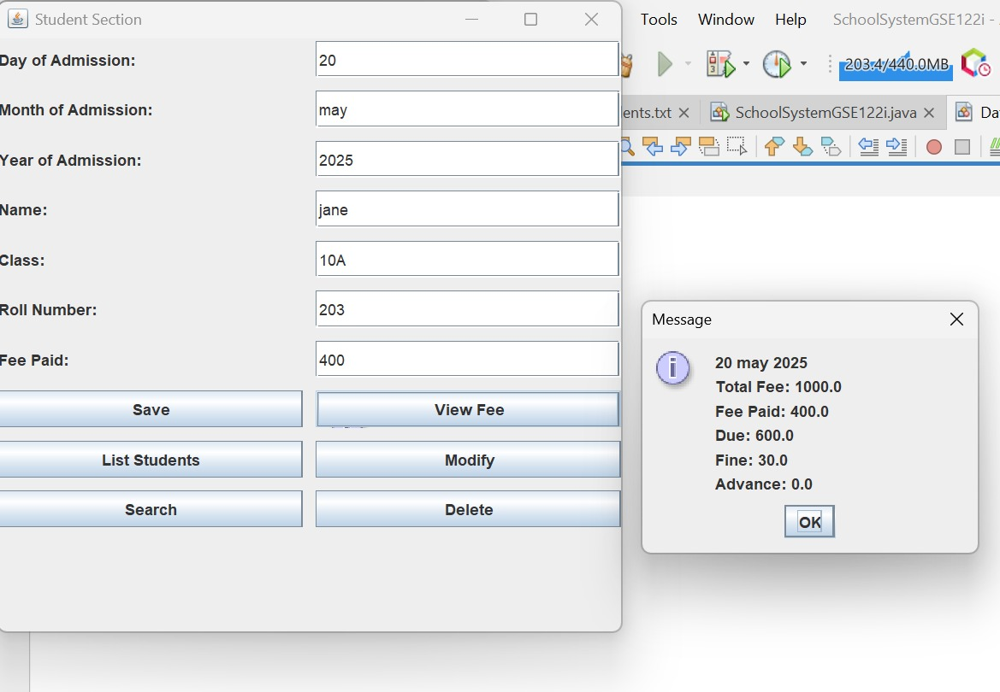 Student Section
Tools Window Help SchoolSystemGSE122i -
203.4/440.0MB
ents.txt SchoolSystemGSE122i.java Da
Day of Admission: 20
Month of Admission: may
Year of Admission: 2025
Name: jane
Class: 10A
Roll Number: 203
Fee Paid: 400
Save View Fee
List Students Modify
Search Delete
Message
20 may 2025
Total Fee: 1000.0
Fee Paid: 400.0
Due: 600.0
Fine: 30.0
Advance: 0.0
OK